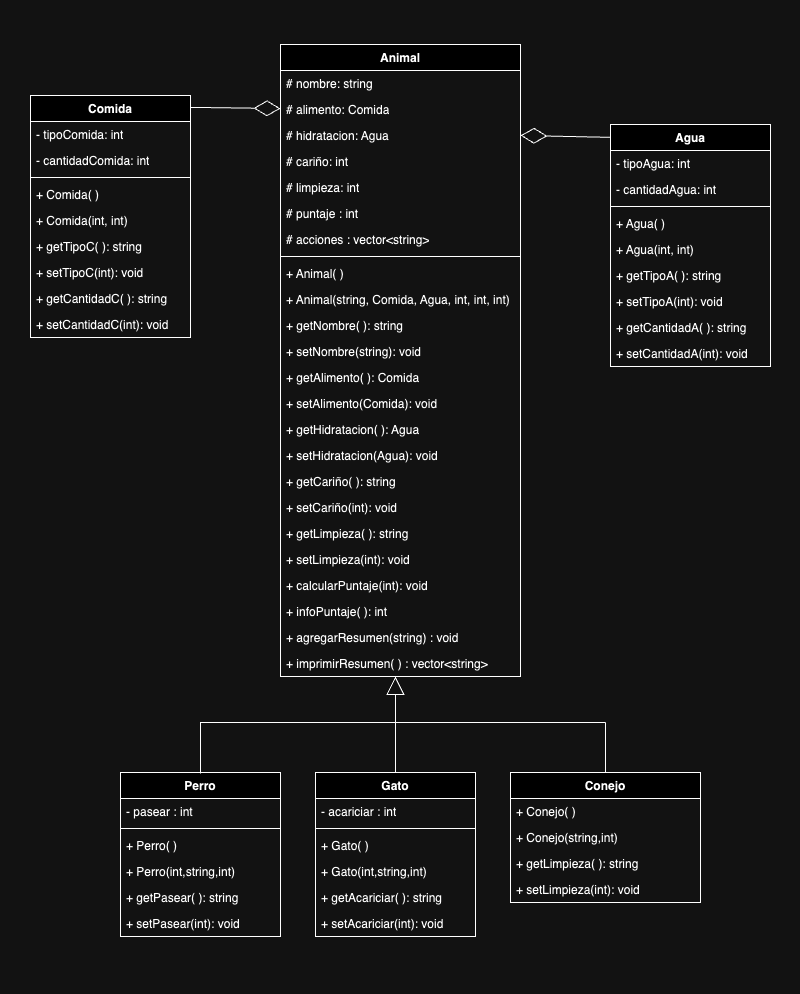 Animal
# nombre: string
# alimento: Comida
# hidratacion: Agua
# cariño: int
# limpieza: int
# puntaje : int
# acciones : vector<string>
+ Animal( )
+ Animal(string, Comida, Agua, int, int, int)
+ getNombre( ): string
+ setNombre(string): void
+ getAlimento( ): Comida
+ setAlimento(Comida): void
+ getHidratacion( ): Agua
+ setHidratacion(Agua): void
+ getCariño( ): string
+ setCariño(int): void
+ getLimpieza( ): string
+ setLimpieza(int): void
+ calcularPuntaje(int): void
+ infoPuntaje( ): int
+ agregarResumen(string) : void
+ imprimirResumen( ) : vector<string>
Comida
- tipoComida: int
- cantidadComida: int
+ Comida( )
+ Comida(int, int)
+ getTipoC( ): string
+ setTipoC(int): void
+ getCantidadC( ): string
+ setCantidadC(int): void
Agua
- tipoAgua: int
- cantidadAgua: int
+ Agua( )
+ Agua(int, int)
+ getTipoA( ): string
+ setTipoA(int): void
+ getCantidadA( ): string
+ setCantidadA(int): void
Perro
- pasear : int
+ Perro( )
+ Perro(int,string,int)
+ getPasear( ): string
+ setPasear(int): void
Gato
- acariciar : int
+ Gato( )
+ Gato(int,string,int)
+ getAcariciar( ): string
+ setAcariciar(int): void
Conejo
+ Conejo( )
+ Conejo(string,int)
+ getLimpieza( ): string
+ setLimpieza(int): void